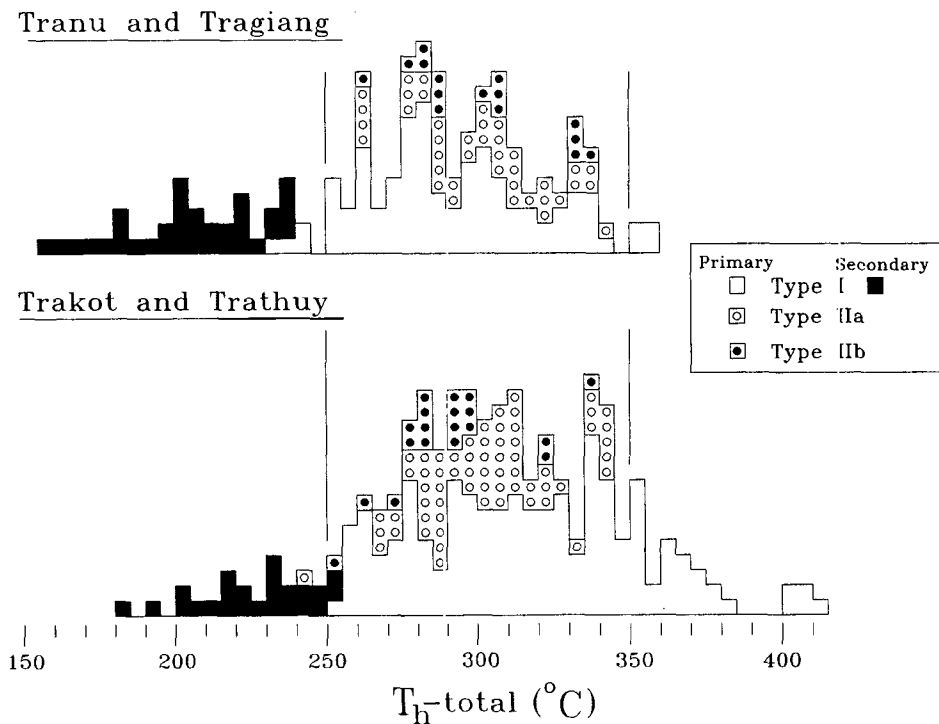 Tranu and Tragiang
Primary Secondary
Type I
Type IIa
Type IIb
Trakot and Trathuy
150 200 250 300 350 400
Th-total (°C)